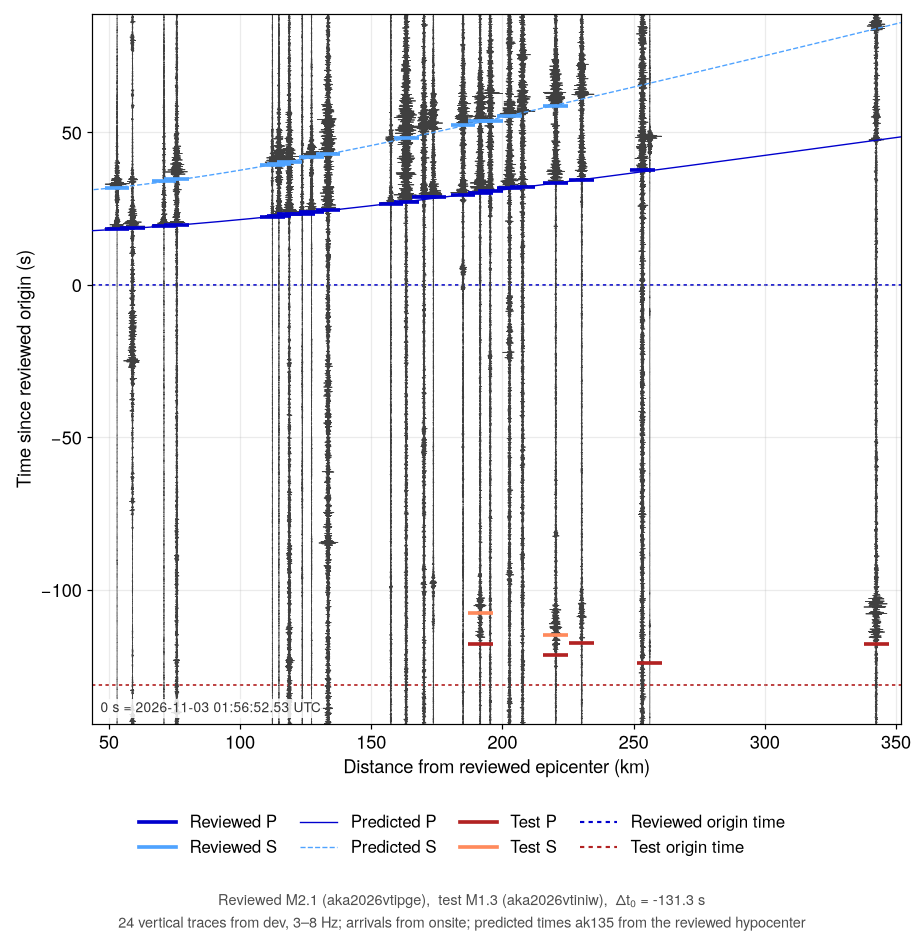 50
0
−50
−100
Time since reviewed origin (s)
0 s = 2026-11-03 01:56:52.53 UTC
50 100 150 200 250 300 350
Distance from reviewed epicenter (km)
Reviewed P Predicted P Test P Reviewed origin time
Reviewed S Predicted S Test S Test origin time
Reviewed M2.1 (aka2026vtipge), test M1.3 (aka2026vtiniw), Δt₀ = -131.3 s
24 vertical traces from dev, 3–8 Hz; arrivals from onsite; predicted times ak135 from the reviewed hypocenter